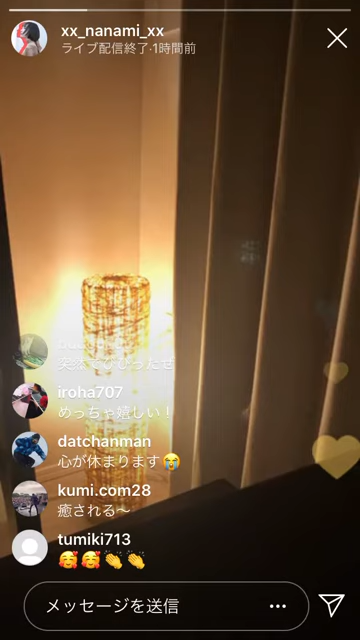 xx_nanami_xx
ライブ配信終了·1時間前
iroha707
めっちゃ嬉しい！
datchanman
心が休まります😭
kumi.com28
癒される〜
tumiki713
🥰🥰👏👏
メッセージを送信